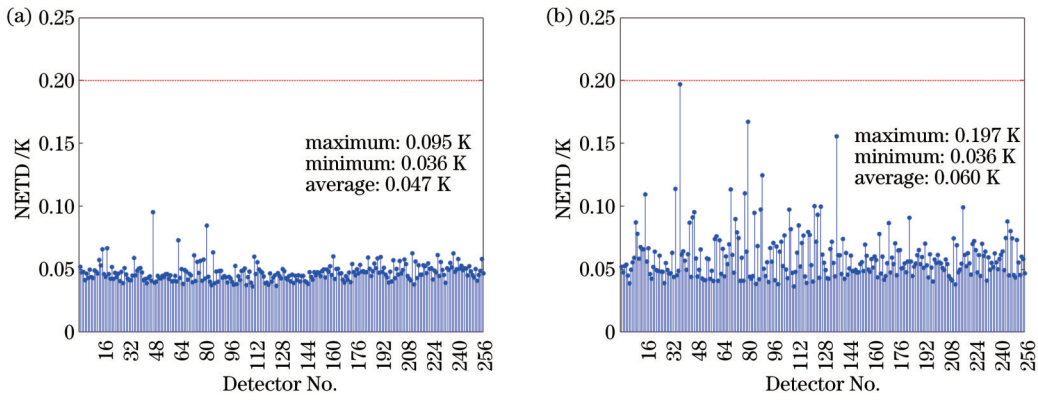 (a)
0.25
0.20
0.15
0.10
0.05
0
NETD /K
maximum: 0.095 K
minimum: 0.036 K
average: 0.047 K
16 32 48 64 80 96 112 128 144 160 176 192 208 224 240 256
Detector No.
(b)
0.25
0.20
0.15
0.10
0.05
0
NETD /K
maximum: 0.197 K
minimum: 0.036 K
average: 0.060 K
16 32 48 64 80 96 112 128 144 160 176 192 208 224 240 256
Detector No.